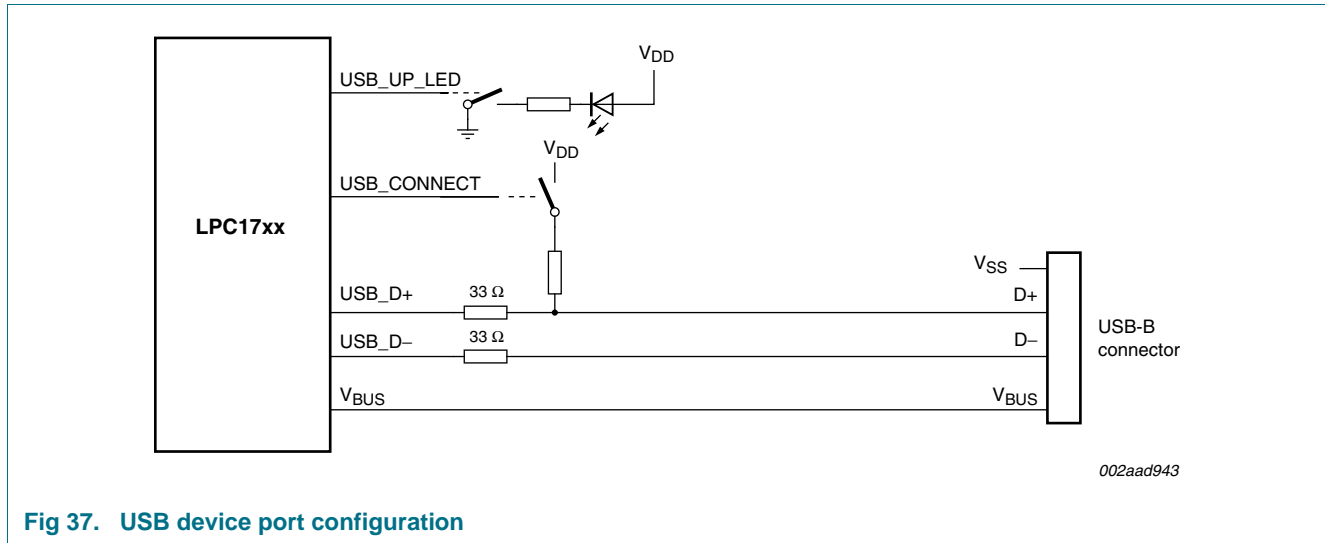 USB_UP_LED
VDD
VDD
USB_CONNECT
LPC17xx
VSS
USB_D+
33 Ω
D+
USB_D−
33 Ω
D−
USB-B
connector
VBUS
VBUS
002aad943
Fig 37. USB device port configuration